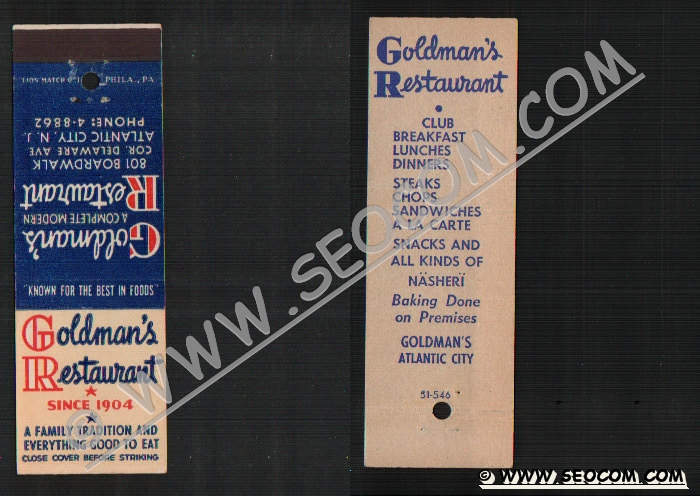 LION MATCH PHILA., PA
PHONE: 4-8862
ATLANTIC CITY, N. J.
COR. DELAWARE AVE
801 BOARDWALK
Restaurant
A COMPLETE MODERN
Goldman's
"KNOWN FOR THE BEST IN FOODS"
Goldman's
Restaurant
SINCE 1904
A FAMILY TRADITION AND
EVERYTHING GOOD TO EAT
CLOSE COVER BEFORE STRIKING
Goldman's
Restaurant
CLUB
BREAKFAST
LUNCHES
DINNERS
STEAKS
CHOPS
SANDWICHES
A LA CARTE
SNACKS AND
ALL KINDS OF
NÄSHERÏ
Baking Done
on Premises
GOLDMAN'S
ATLANTIC CITY
51-546
© WWW.SEOCOM.COM
© WWW.SEOCOM.COM